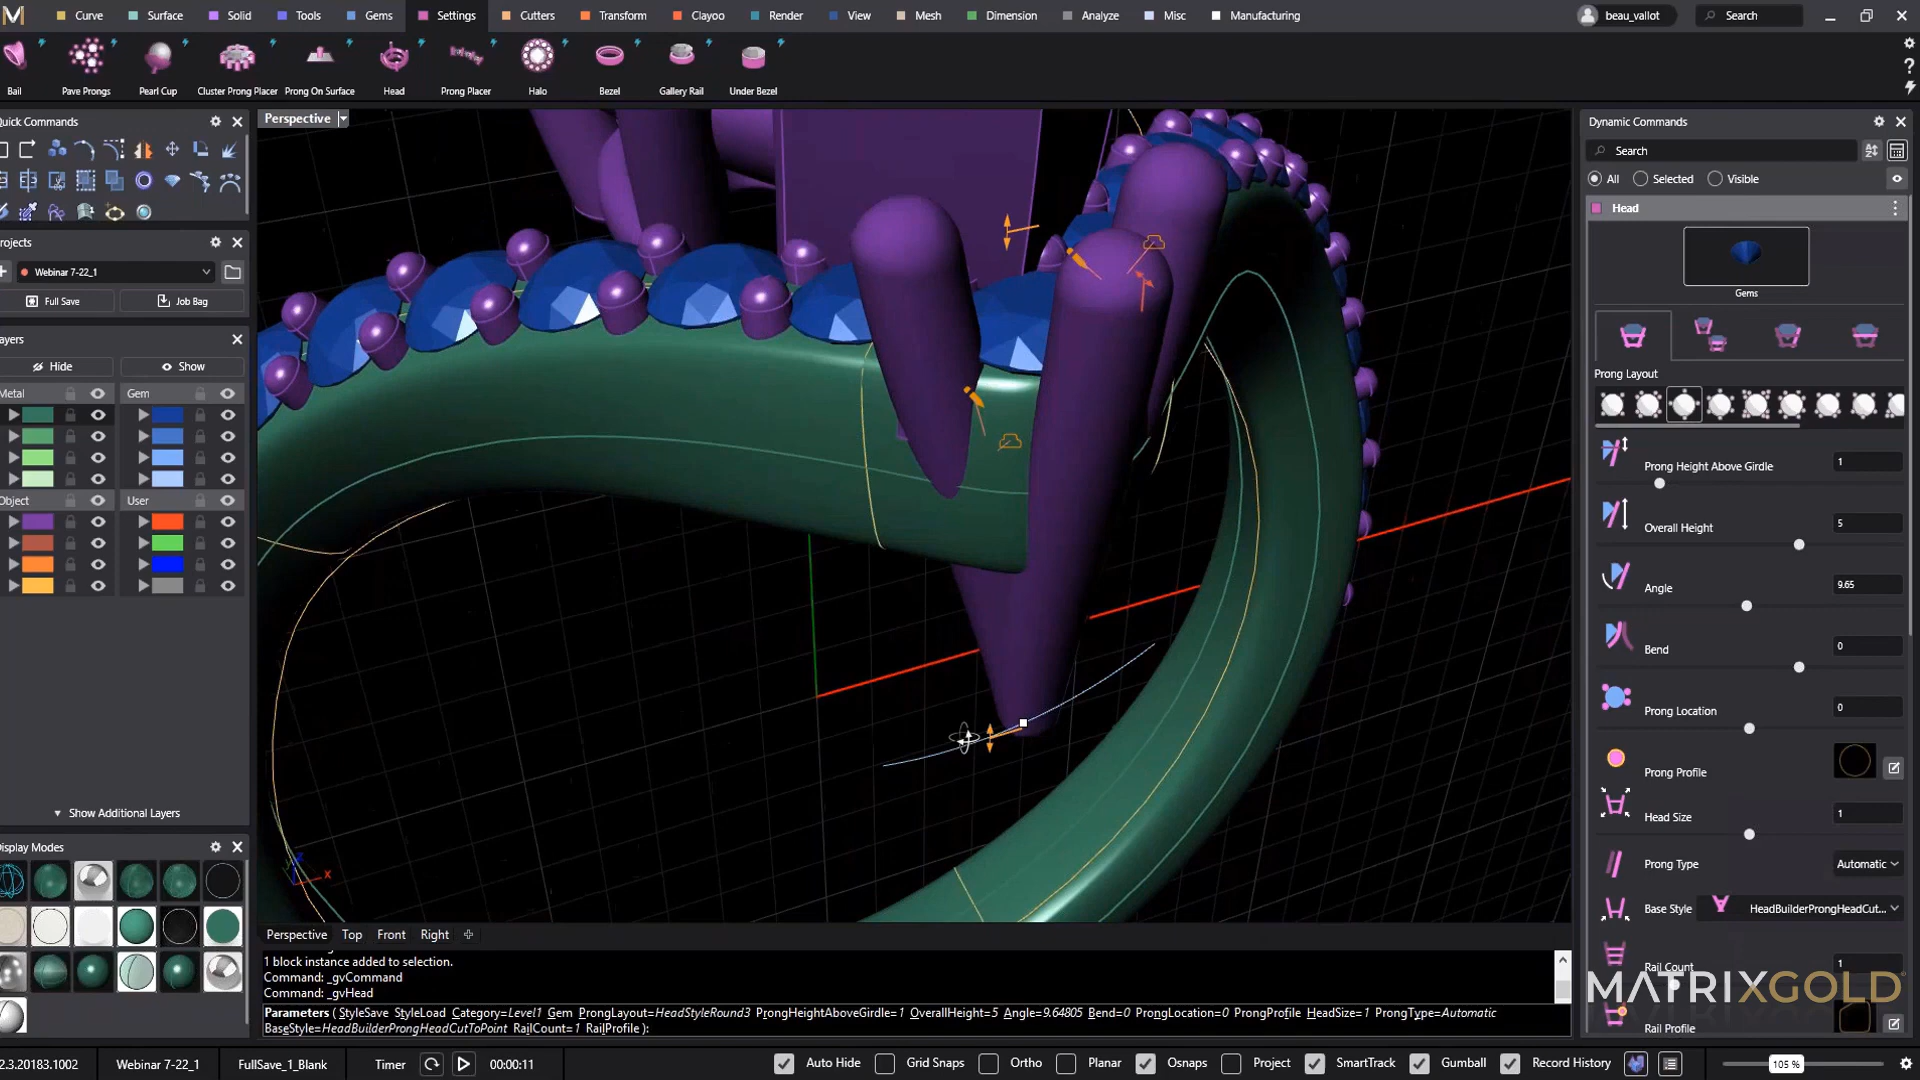 Curve Surface Solid Tools Gems Settings Cutters Transform Clayoo Render View Mesh Dimension Analyze Misc Manufacturing beau_vallot Search
Bail Pave Prongs Pearl Cup Cluster Prong Placer Prong On Surface Head Prong Placer Halo Bezel Gallery Rail Under Bezel
Quick Commands
Perspective
Dynamic Commands
Search
All Selected Visible
Head
Gems
rojects
Webinar 7-22_1
Full Save Job Bag
ayers
Hide Show
Metal Gem
Object User
Show Additional Layers
Display Modes
Prong Layout
Prong Height Above Girdle 1
Overall Height 5
Angle 9.65
Bend 0
Prong Location 0
Prong Profile
Head Size 1
Prong Type Automatic
Base Style HeadBuilderProngHeadCut...
Rail Count 1
Rail Profile
MATRIXGOLD
z
x
Perspective Top Front Right
1 block instance added to selection.
Command: _gvCommand
Command: _gvHead
Parameters ( StyleSave StyleLoad Category=Level1 Gem ProngLayout=HeadStyleRound3 ProngHeightAboveGirdle=1 OverallHeight=5 Angle=9.64805 Bend=0 ProngLocation=0 ProngProfile HeadSize=1 ProngType=Automatic
BaseStyle=HeadBuilderProngHeadCutToPoint RailCount=1 RailProfile ):
2.3.20183.1002 Webinar 7-22_1 FullSave_1_Blank Timer 00:00:11 Auto Hide Grid Snaps Ortho Planar Osnaps Project SmartTrack Gumball Record History 105 %